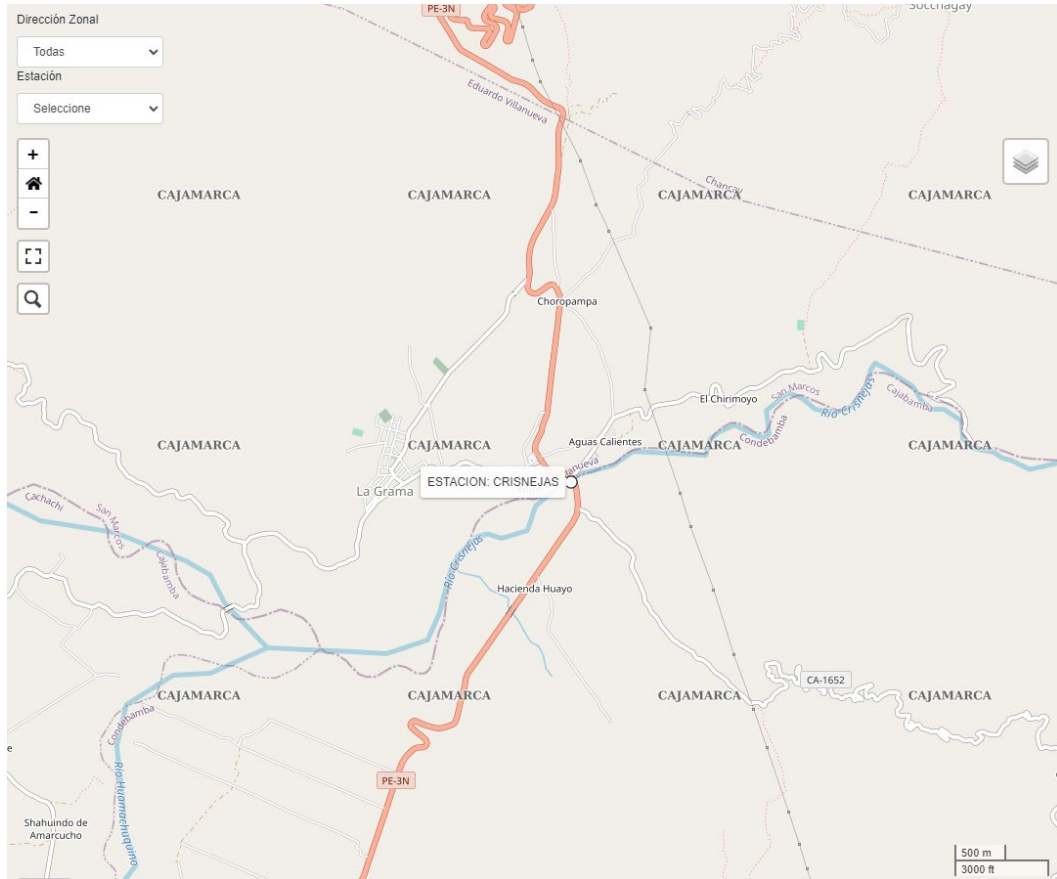 Dirección Zonal
Todas
Estación
Seleccione
+
−
PE-3N
Socchagay
Eduardo Villanueva
Chancay
CAJAMARCA
CAJAMARCA
CAJAMARCA
CAJAMARCA
Choropampa
El Chirimoyo
San Marcos
Condebamba
Río Crisnejas
Cajabamba
CAJAMARCA
CAJAMARCA
Aguas Calientes
CAJAMARCA
CAJAMARCA
lanueva
La Grama
ESTACION: CRISNEJAS
Cachachi
San Marcos
Cajabamba
Río Crisnejas
Hacienda Huayo
CA-1652
CAJAMARCA
CAJAMARCA
CAJAMARCA
CAJAMARCA
Condebamba
e
PE-3N
Río Huamachuquino
Shahuindo de
Amarcucho
500 m
3000 ft